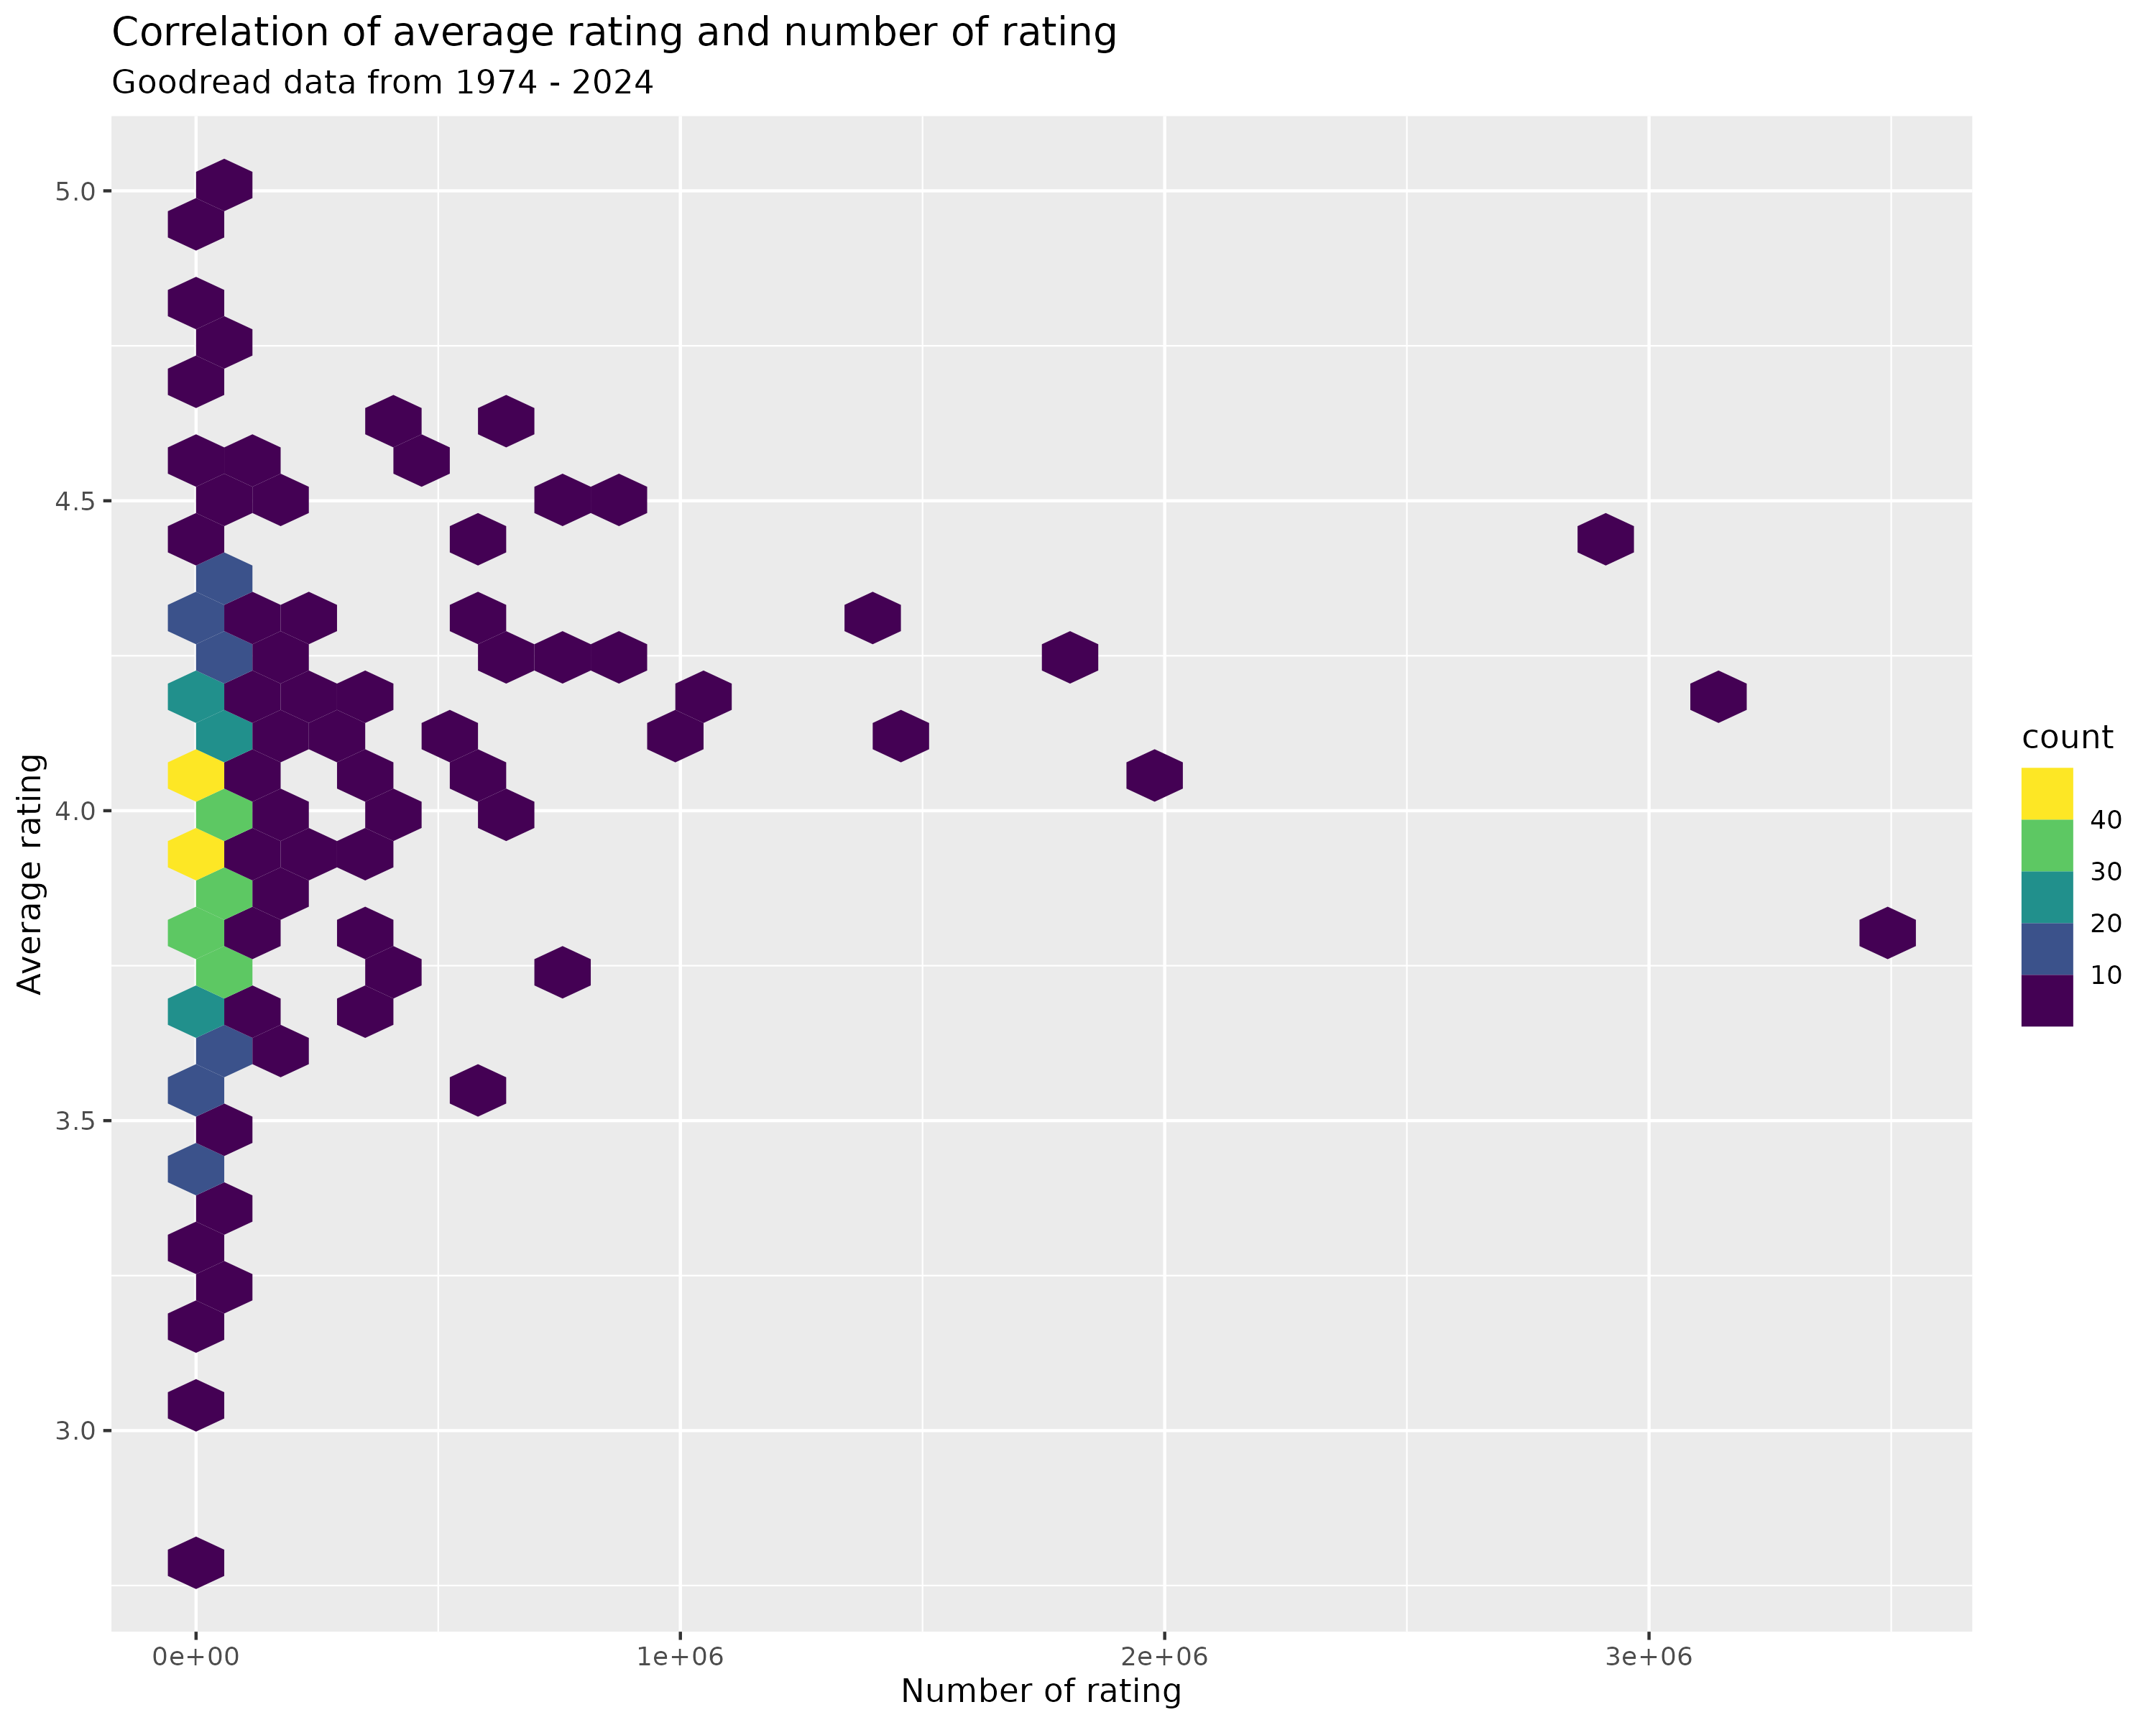 Correlation of average rating and number of rating
Goodread data from 1974 - 2024
5.0
4.5
4.0
3.5
3.0
Average rating
0e+00 1e+06 2e+06 3e+06
Number of rating
count
40
30
20
10